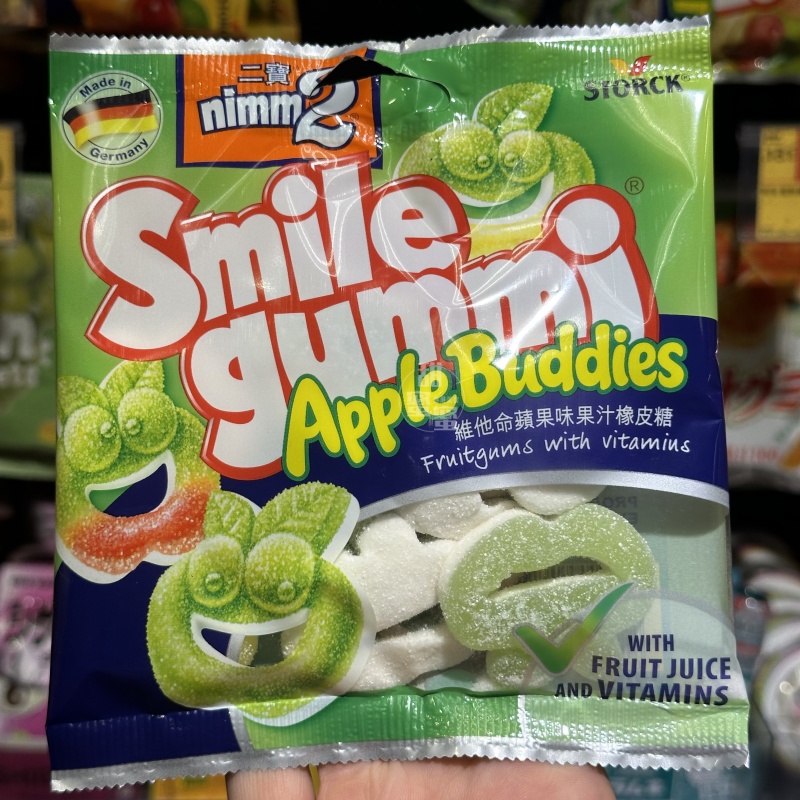 Made in
Germany
二寶
nimm2
STORCK®
Smile
gummi®
Apple Buddies
維他命蘋果味果汁橡皮糖
Fruitgums with vitamins
WITH
FRUIT JUICE
AND VITAMINS